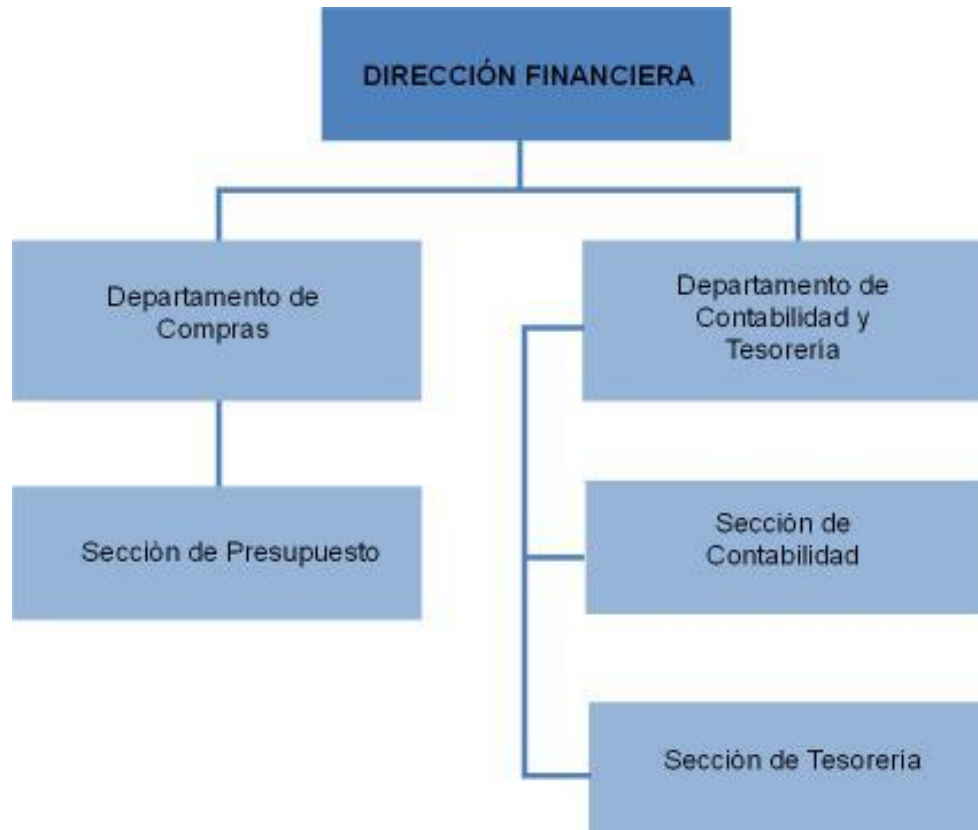 DIRECCIÓN FINANCIERA
Departamento de
Compras
Departamento de
Contabilidad y
Tesorería
Secciòn de Presupuesto
Secciòn de
Contabilidad
Secciòn de Tesorería